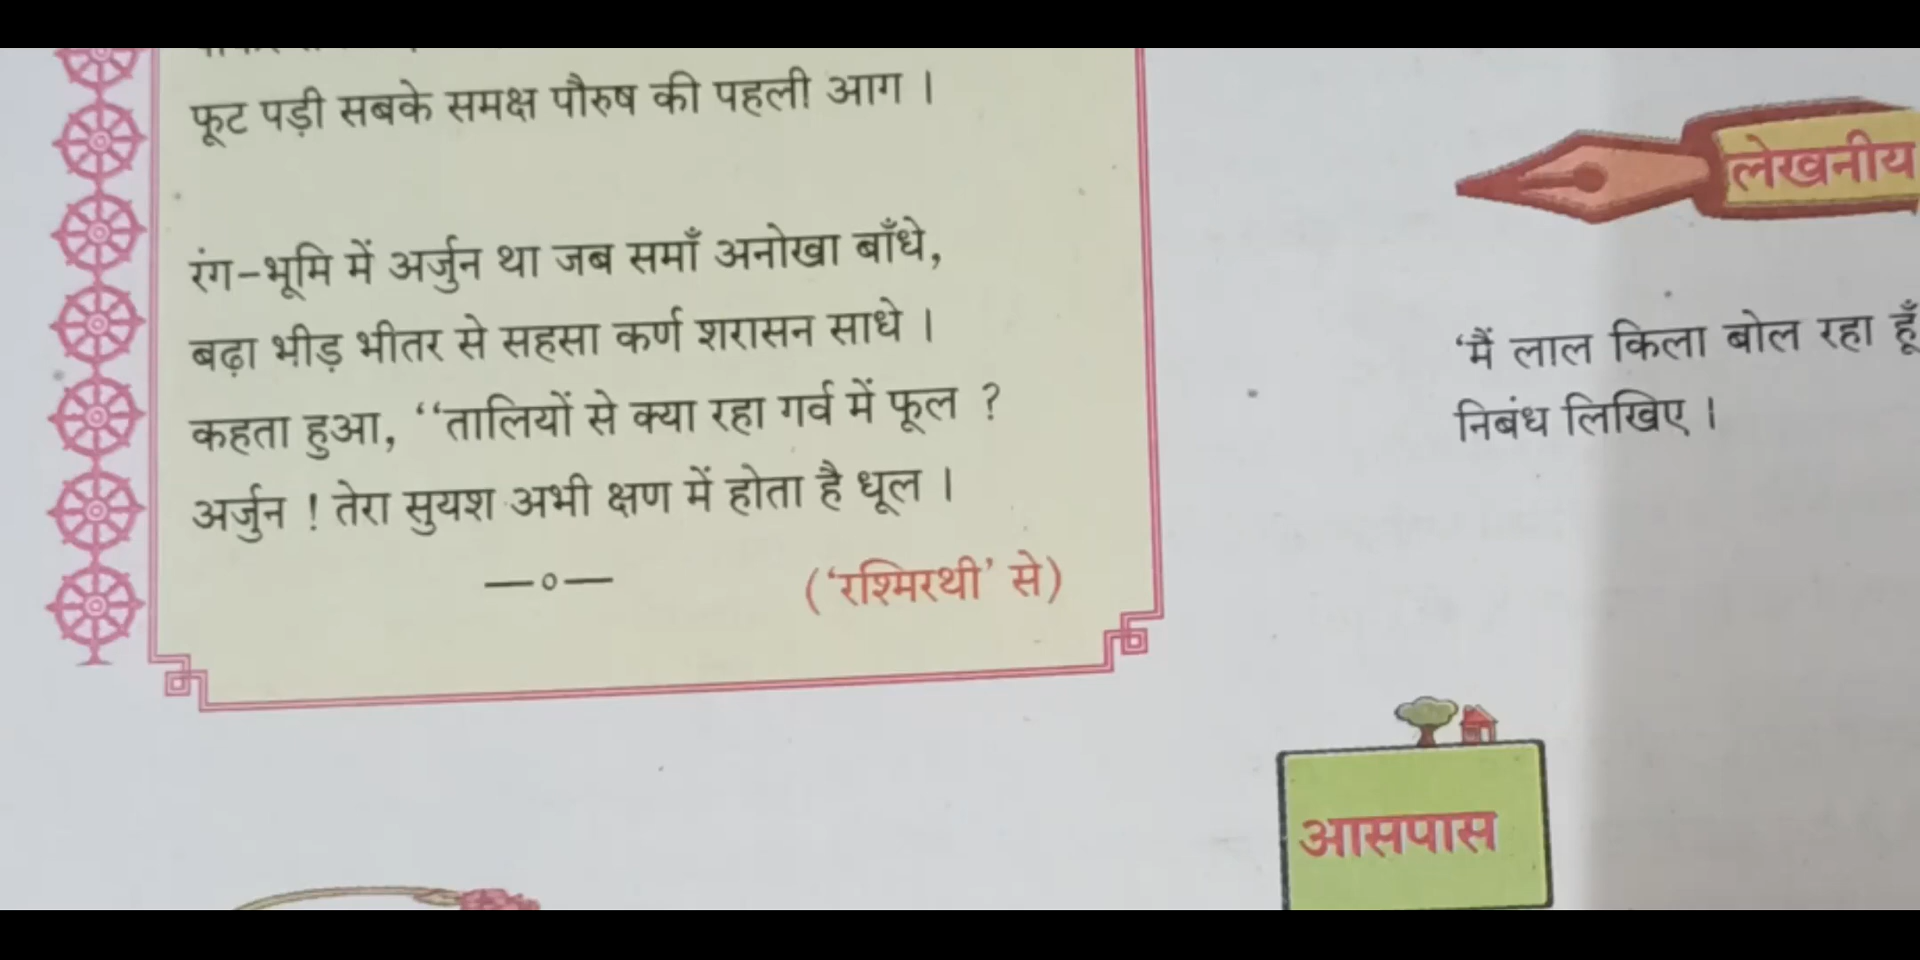 फूट पड़ी सबके समक्ष पौरुष की पहली आग ।
रंग-भूमि में अर्जुन था जब समाँ अनोखा बाँधे,
बढ़ा भीड़ भीतर से सहसा कर्ण शरासन साधे ।
कहता हुआ, ‘‘तालियों से क्या रहा गर्व में फूल ?
अर्जुन ! तेरा सुयश अभी क्षण में होता है धूल ।
—०—
(‘रश्मिरथी’ से)
लेखनीय
‘मैं लाल किला बोल रहा हूँ
निबंध लिखिए ।
आसपास